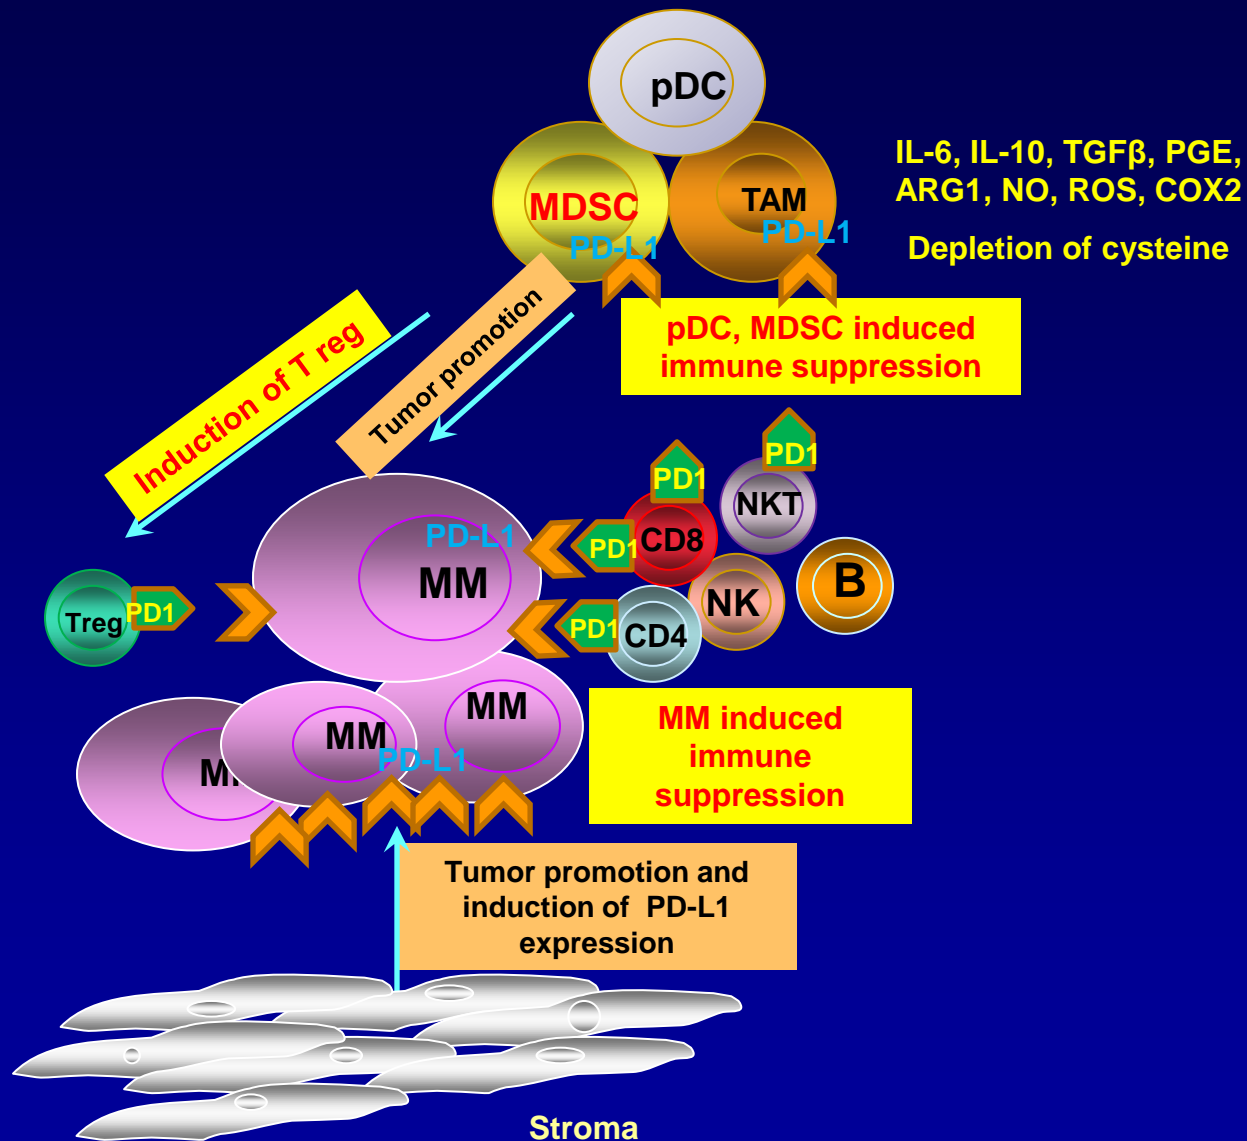 pDC
IL-6, IL-10, TGFβ, PGE,
ARG1, NO, ROS, COX2
MDSC
TAM
PD-L1
PD-L1
Depletion of cysteine
pDC, MDSC induced
immune suppression
Tumor promotion
Induction of T reg
PD1
PD1
NKT
PD-L1
PD1
CD8
MM
B
NK
Treg
PD1
PD1
CD4
MM
MM
PD-L1
MM induced
immune
suppression
Tumor promotion and
induction of PD-L1
expression
Stroma